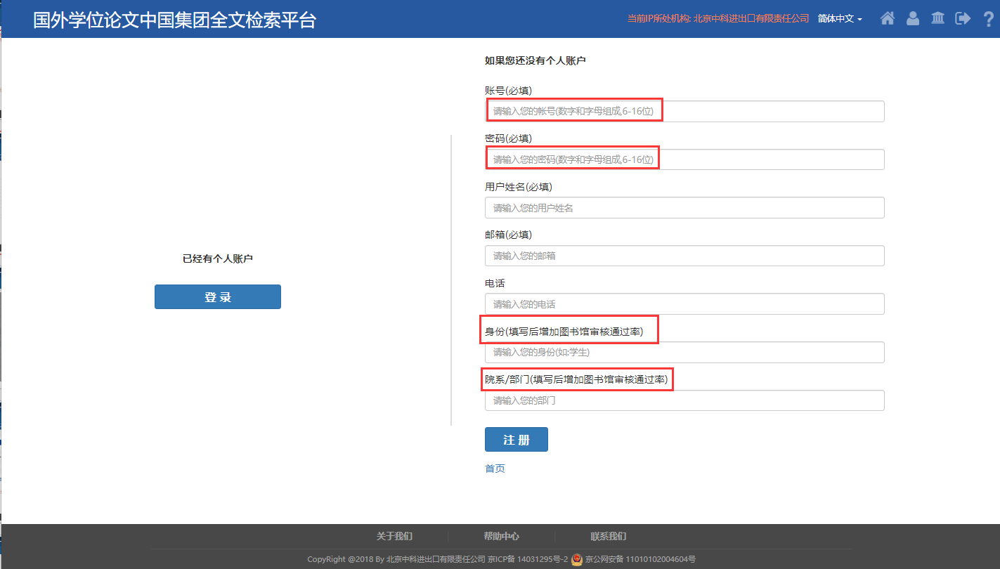 国外学位论文中国集团全文检索平台
当前IP所处机构: 北京中科进出口有限责任公司 简体中文
?
如果您还没有个人账户
账号(必填)
请输入您的帐号(数字和字母组成,6-16位)
密码(必填)
请输入您的密码(数字和字母组成,6-16位)
用户姓名(必填)
请输入您的用户姓名
邮箱(必填)
请输入您的邮箱
电话
请输入您的电话
身份(填写后增加图书馆审核通过率)
请输入您的身份(如:学生)
院系/部门(填写后增加图书馆审核通过率)
请输入您的部门
注 册
首页
已经有个人账户
登 录
关于我们
帮助中心
联系我们
CopyRight @2018 By 北京中科进出口有限责任公司 京ICP备 14031295号-2 京公网安备 11010102004604号